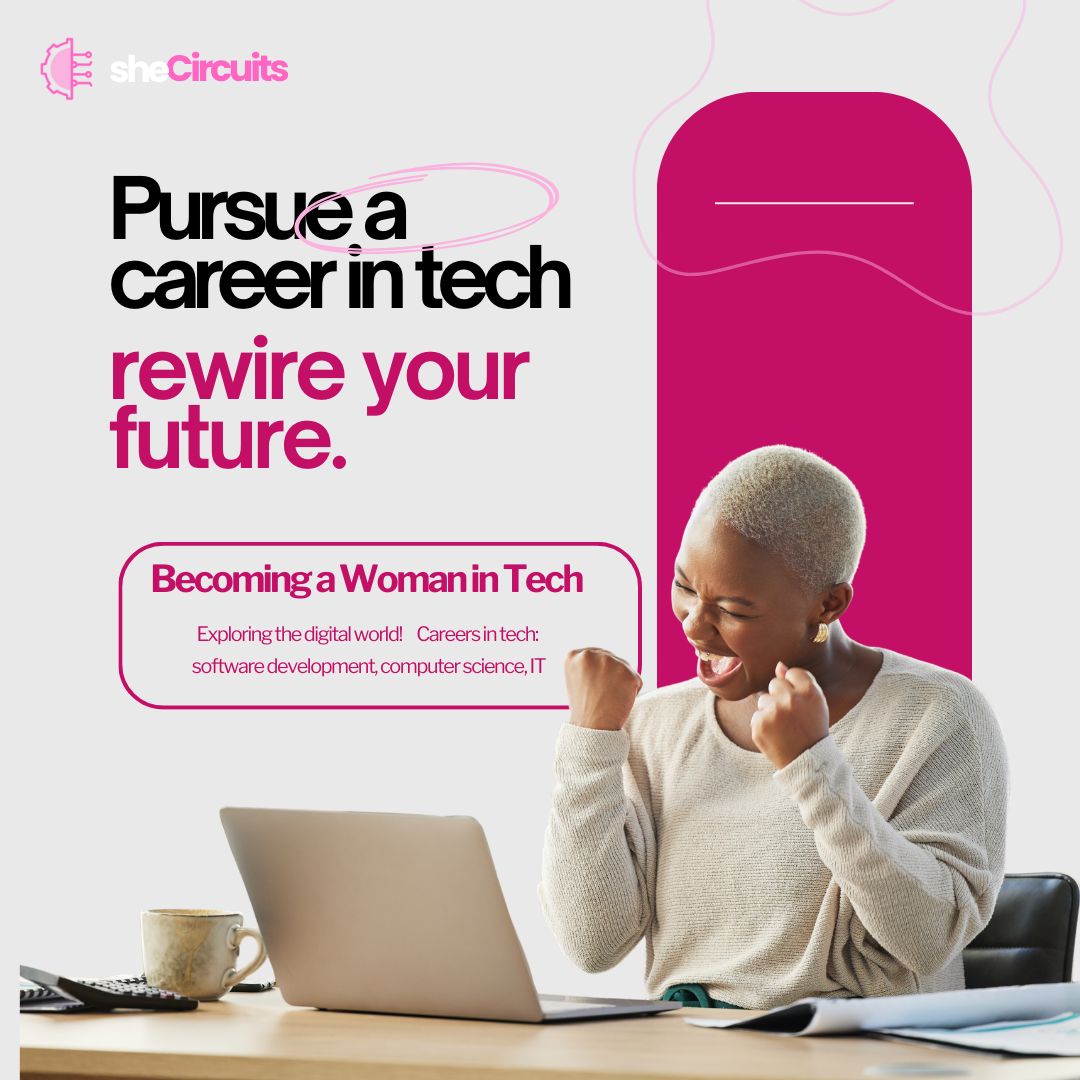 sheCircuits
Pursue a
career in tech
rewire your
future.
Becoming a Woman in Tech
Exploring the digital world! Careers in tech:
software development, computer science, IT